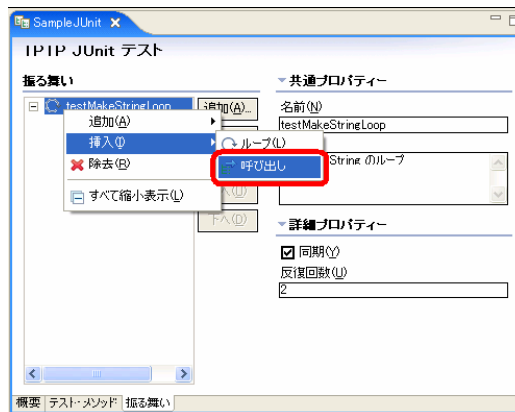 SampleJUnit
TPTP JUnit テスト
振る舞い
testMakeStringLoop
追加(A)...
追加(A)
挿入(I)
除去(R)
すべて縮小表示(L)
ループ(L)
呼び出し
下へ(D)
共通プロパティー
名前(N)
testMakeStringLoop
String のループ
詳細プロパティー
同期(Y)
反復回数(U)
2
概要 テスト・メソッド 振る舞い